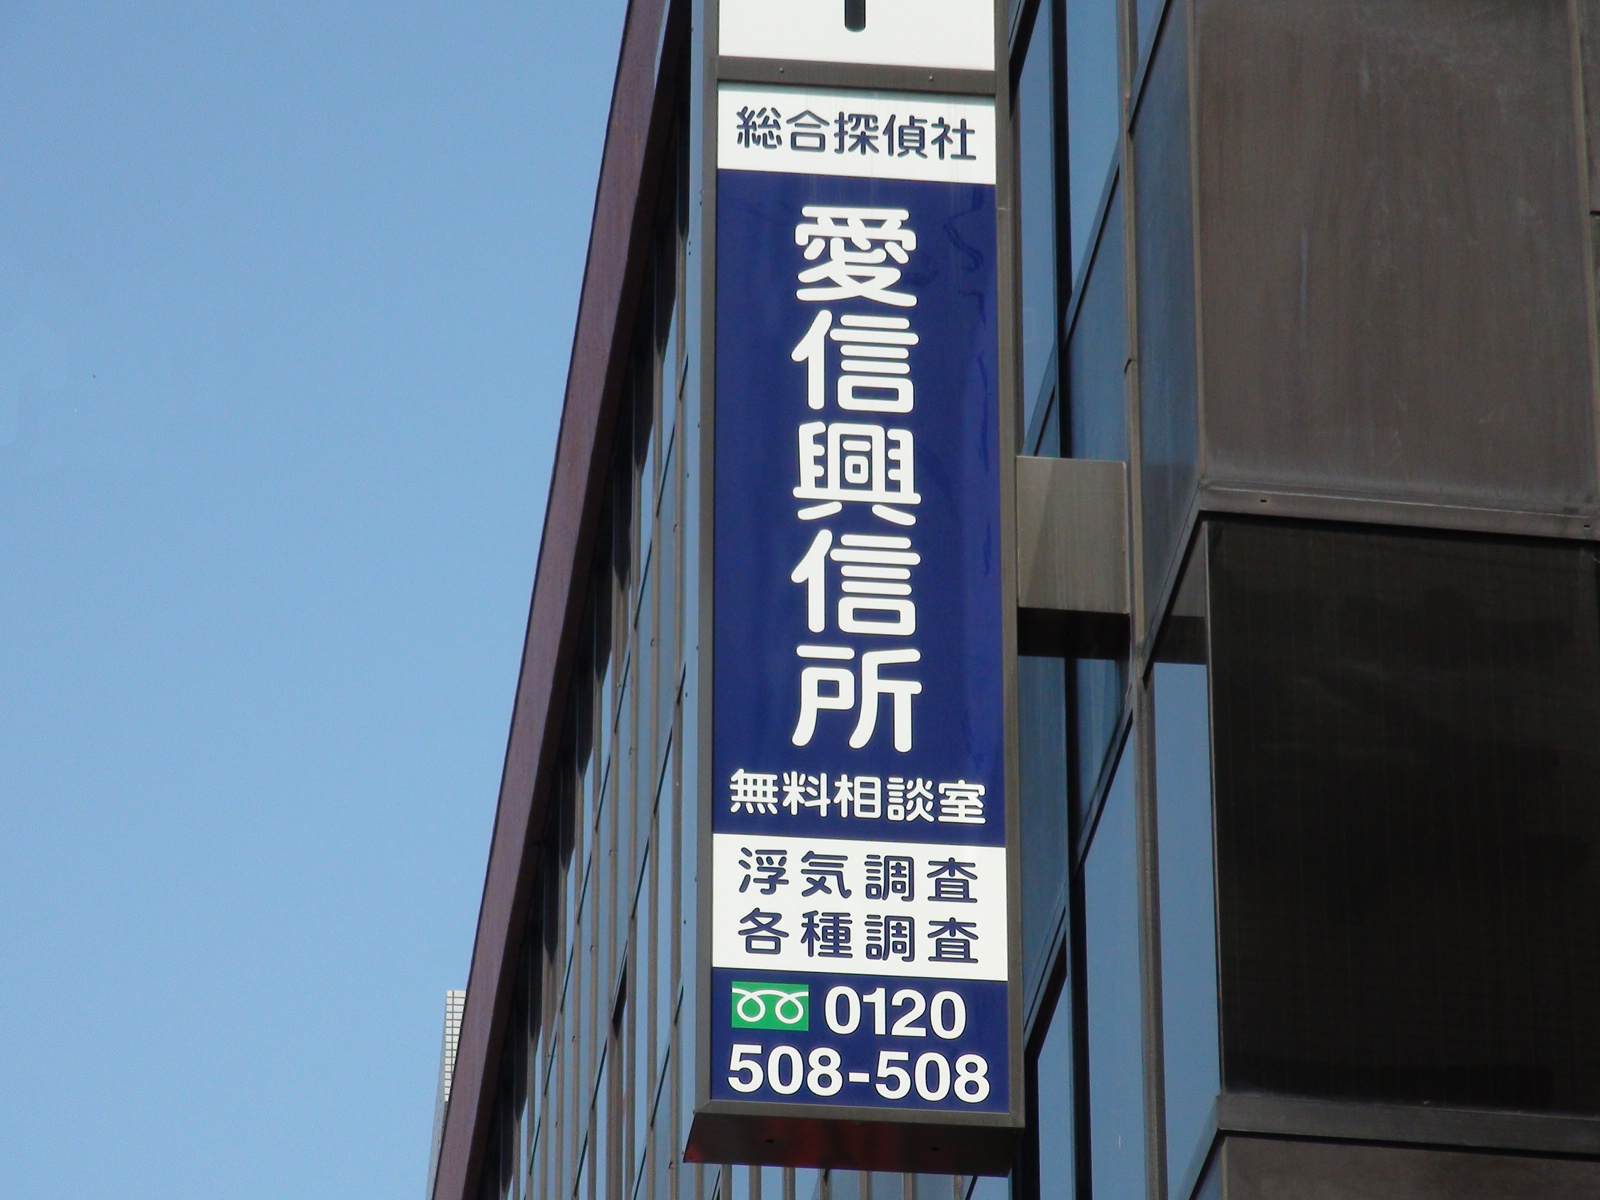 総合探偵社
愛信興信所
無料相談室
浮気調査
各種調査
0120
508-508